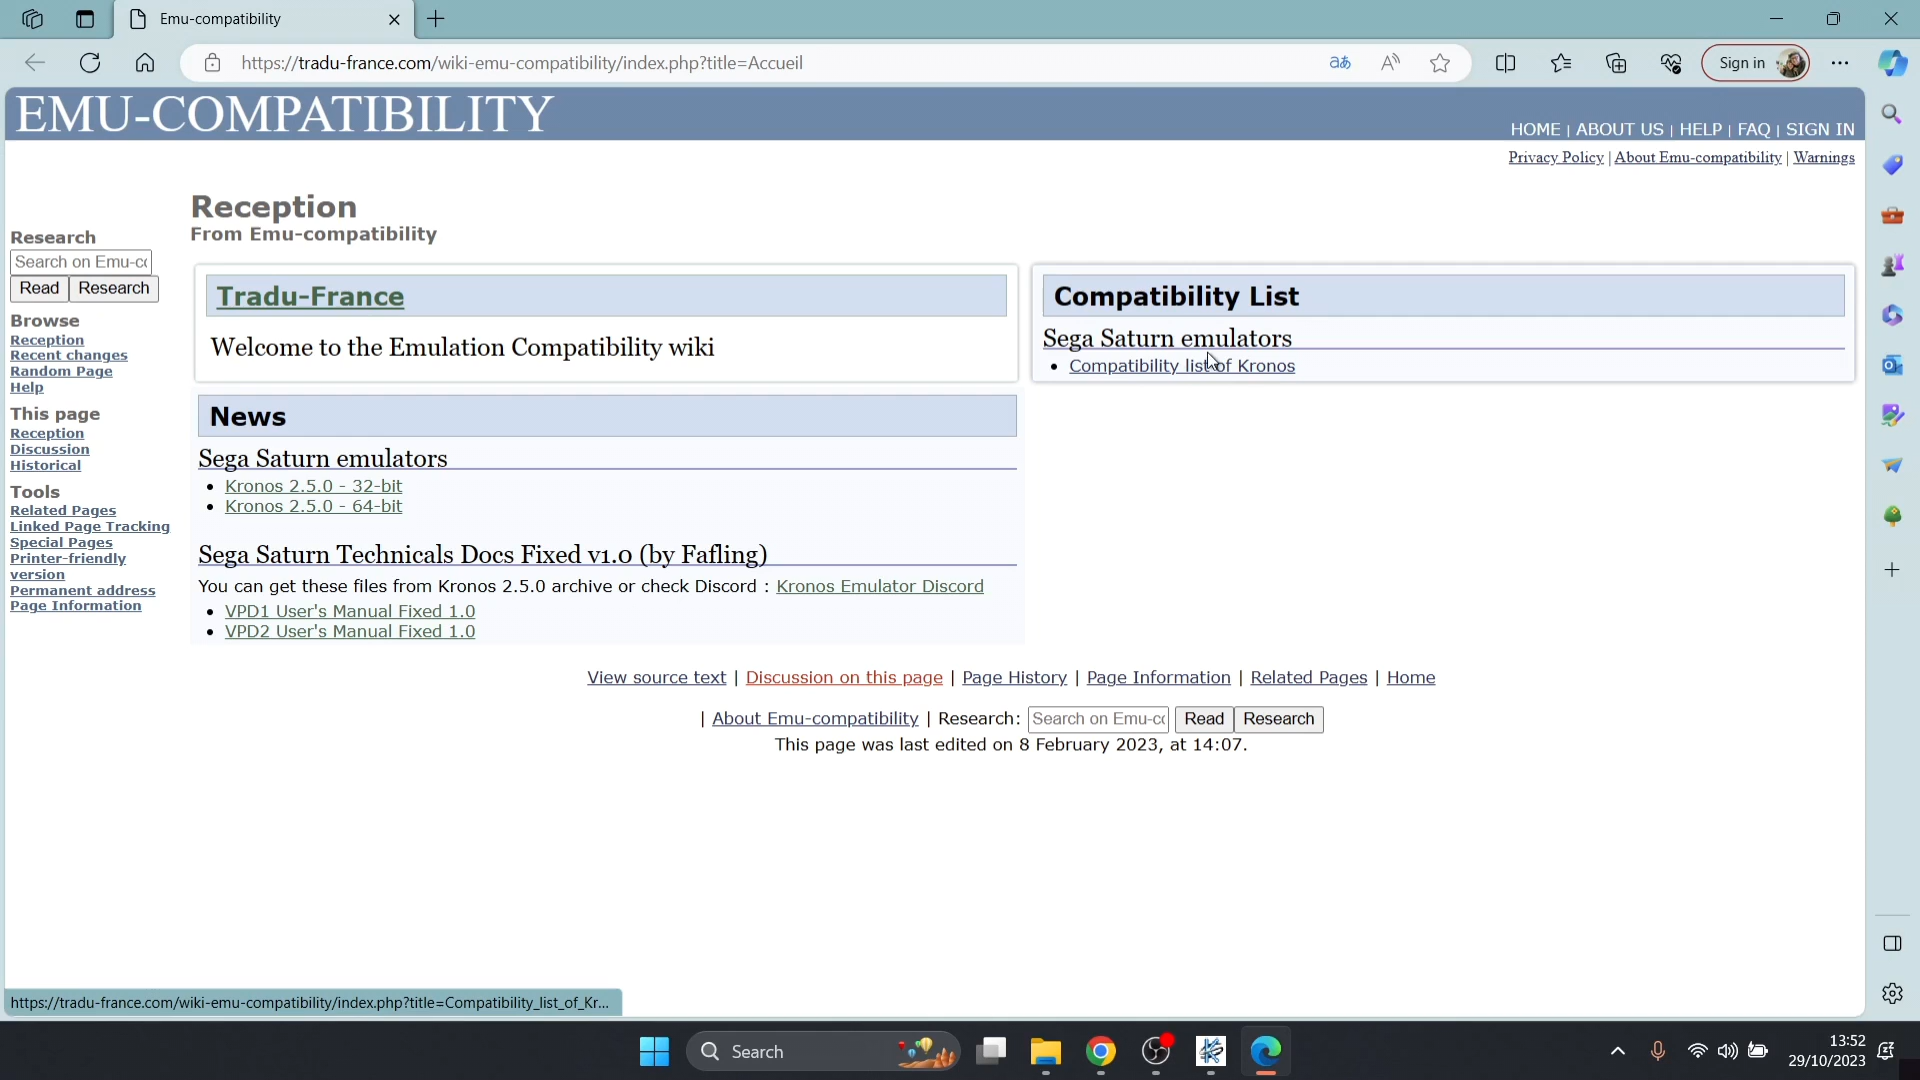 Emu-compatibility
https://tradu-france.com/wiki-emu-compatibility/index.php?title=Accueil
Sign in
EMU-COMPATIBILITY
HOME | ABOUT US | HELP | FAQ | SIGN IN
Privacy Policy | About Emu-compatibility | Warnings
Reception
From Emu-compatibility
Research
Search on Emu-co
Read Research
Browse
Reception
Recent changes
Random Page
Help
This page
Reception
Discussion
Historical
Tools
Related Pages
Linked Page Tracking
Special Pages
Printer-friendly
version
Permanent address
Page Information
Tradu-France
Welcome to the Emulation Compatibility wiki
Compatibility List
Sega Saturn emulators
Compatibility list of Kronos
News
Sega Saturn emulators
Kronos 2.5.0 - 32-bit
Kronos 2.5.0 - 64-bit
Sega Saturn Technicals Docs Fixed v1.0 (by Fafling)
You can get these files from Kronos 2.5.0 archive or check Discord : Kronos Emulator Discord
VPD1 User's Manual Fixed 1.0
VPD2 User's Manual Fixed 1.0
View source text | Discussion on this page | Page History | Page Information | Related Pages | Home
| About Emu-compatibility | Research: Search on Emu-co Read Research
This page was last edited on 8 February 2023, at 14:07.
https://tradu-france.com/wiki-emu-compatibility/index.php?title=Compatibility_list_of_Kr...
Search
13:52
29/10/2023